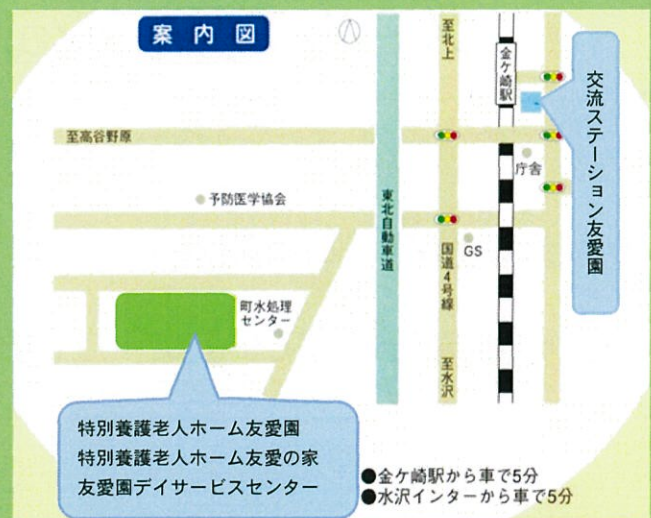 案内図
至北上
金ケ崎駅
交流ステーション友愛園
至高谷野原
庁舎
予防医学協会
東北自動車道
国道4号線
GS
町水処理
センター
至水沢
特別養護老人ホーム友愛園
特別養護老人ホーム友愛の家
友愛園デイサービスセンター
●金ケ崎駅から車で5分
●水沢インターから車で5分